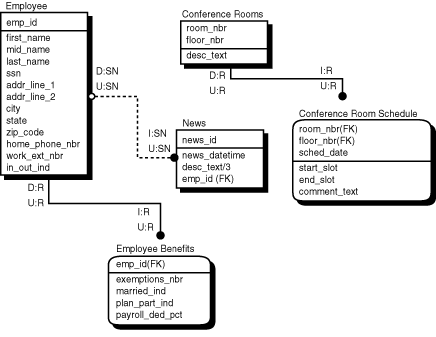 Employee
emp_id
first_name
mid_name
last_name
ssn
addr_line_1
addr_line_2
city
state
zip_code
home_phone_nbr
work_ext_nbr
in_out_ind
D:SN
U:SN
D:R
U:R
Conference Rooms
room_nbr
floor_nbr
desc_text
D:R
U:R
I:R
U:R
Conference Room Schedule
room_nbr(FK)
floor_nbr(FK)
sched_date
start_slot
end_slot
comment_text
I:SN
U:SN
News
news_id
news_datetime
desc_text/3
emp_id (FK)
I:R
U:R
Employee Benefits
emp_id(FK)
exemptions_nbr
married_ind
plan_part_ind
payroll_ded_pct